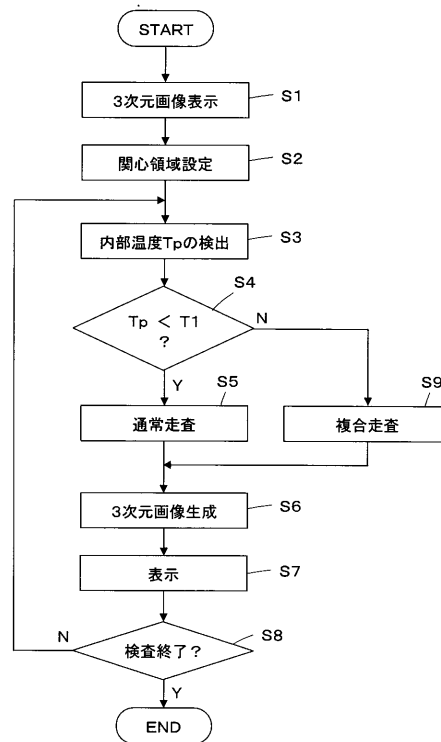 START
3次元画像表示
S1
関心領域設定
S2
内部温度Tpの検出
S3
S4
Tp < T1
?
N
Y
S5
通常走査
S9
複合走査
3次元画像生成
S6
表示
S7
N
S8
検査終了?
Y
END